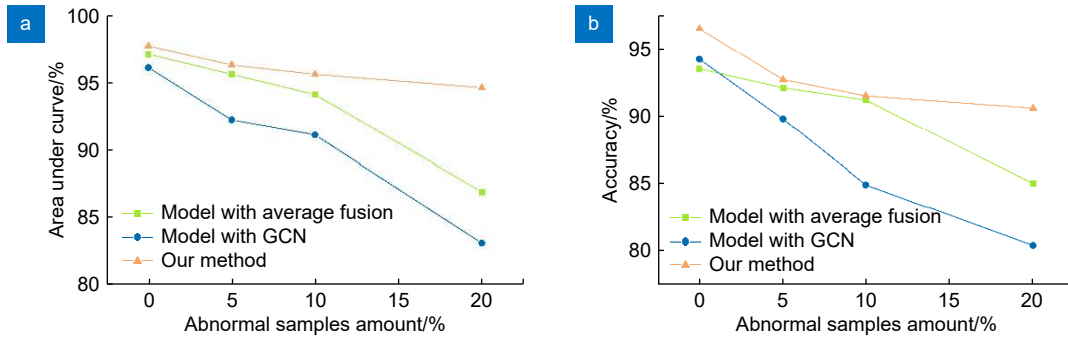 a
100
95
90
85
80
Area under curve/%
Model with average fusion
Model with GCN
Our method
0 5 10 15 20
Abnormal samples amount/%
b
95
90
85
80
Accuracy/%
Model with average fusion
Model with GCN
Our method
0 5 10 15 20
Abnormal samples amount/%